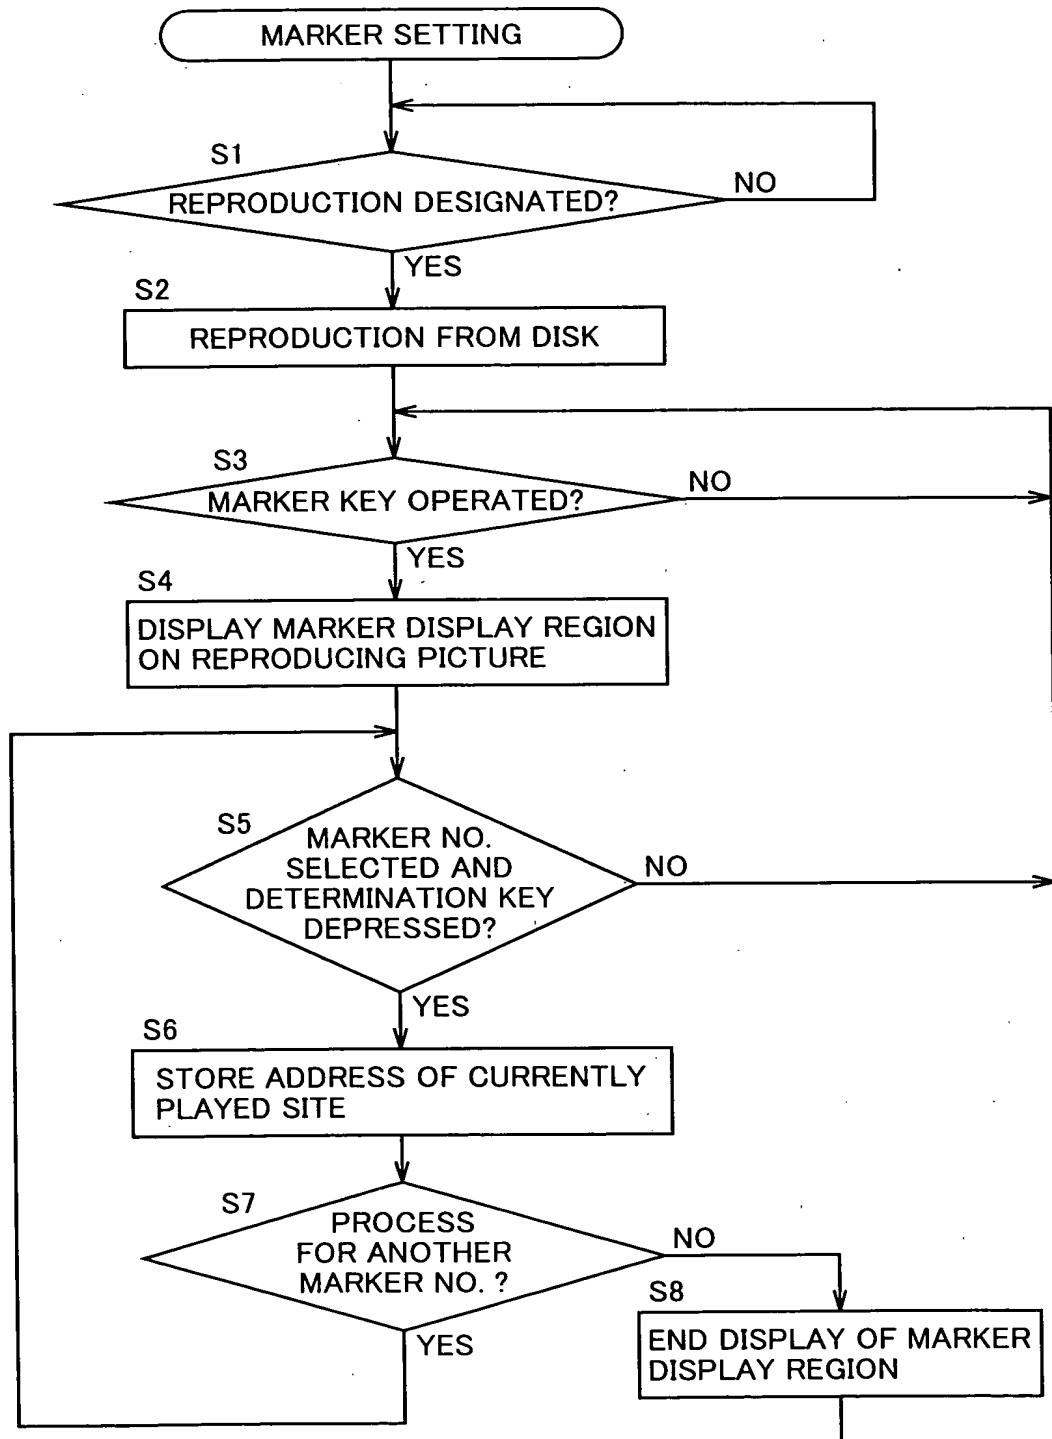 MARKER SETTING
S1
REPRODUCTION DESIGNATED?
NO
YES
S2
REPRODUCTION FROM DISK
S3
MARKER KEY OPERATED?
NO
YES
S4
DISPLAY MARKER DISPLAY REGION
ON REPRODUCING PICTURE
S5
MARKER NO.
SELECTED AND
DETERMINATION KEY
DEPRESSED?
NO
YES
S6
STORE ADDRESS OF CURRENTLY
PLAYED SITE
S7
PROCESS
FOR ANOTHER
MARKER NO. ?
NO
YES
S8
END DISPLAY OF MARKER
DISPLAY REGION